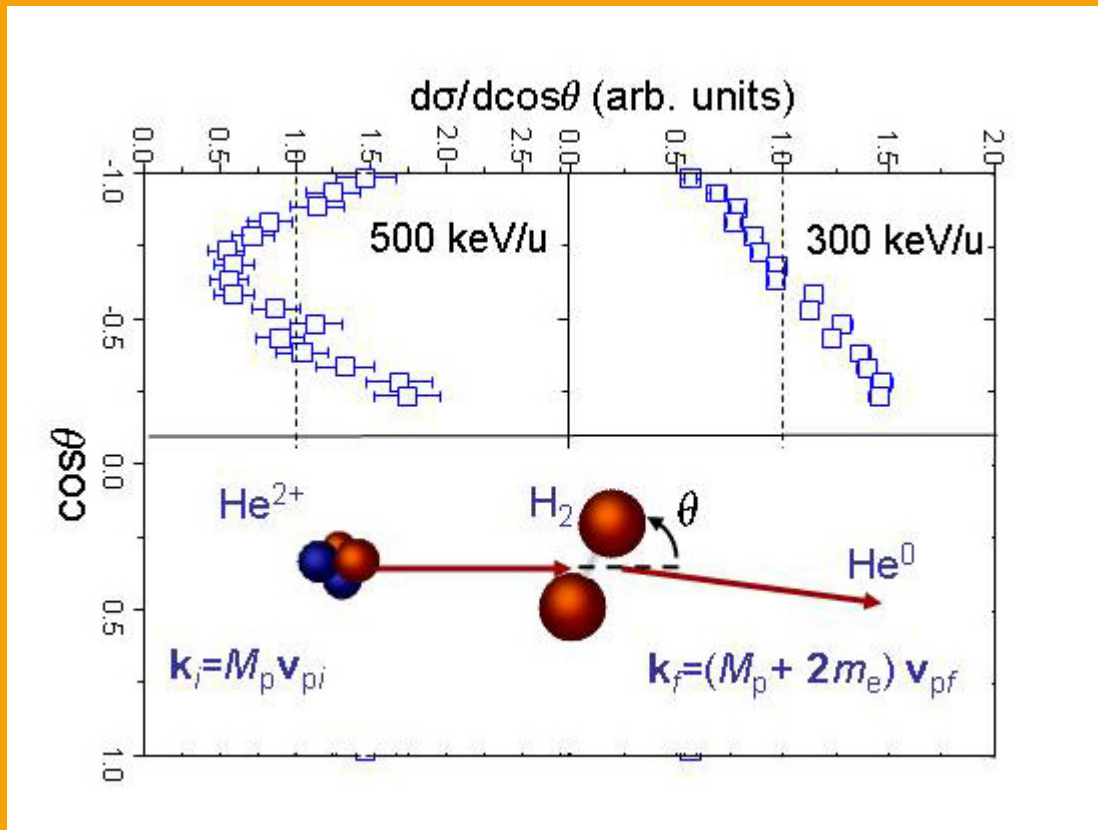 dσ/dcosθ (arb. units)
0.0 0.5 1.0 1.5 2.0 2.5 0.0 0.5 1.0 1.5 2.0
-1.0
500 keV/u 300 keV/u
-0.5
cosθ
0.0
He²⁺ H₂ θ
He⁰
0.5
𝐤ᵢ=Mₚ𝐯ₚᵢ 𝐤f=(Mₚ+ 𝟐mₑ) 𝐯pf
1.0